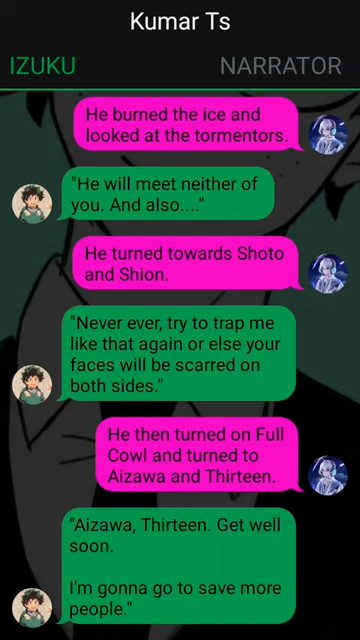 Kumar Ts
IZUKU
NARRATOR
He burned the ice and
looked at the tormentors.
"He will meet neither of
you. And also...."
He turned towards Shoto
and Shion.
"Never ever, try to trap me
like that again or else your
faces will be scarred on
both sides."
He then turned on Full
Cowl and turned to
Aizawa and Thirteen.
"Aizawa, Thirteen. Get well
soon.
I'm gonna go to save more
people."